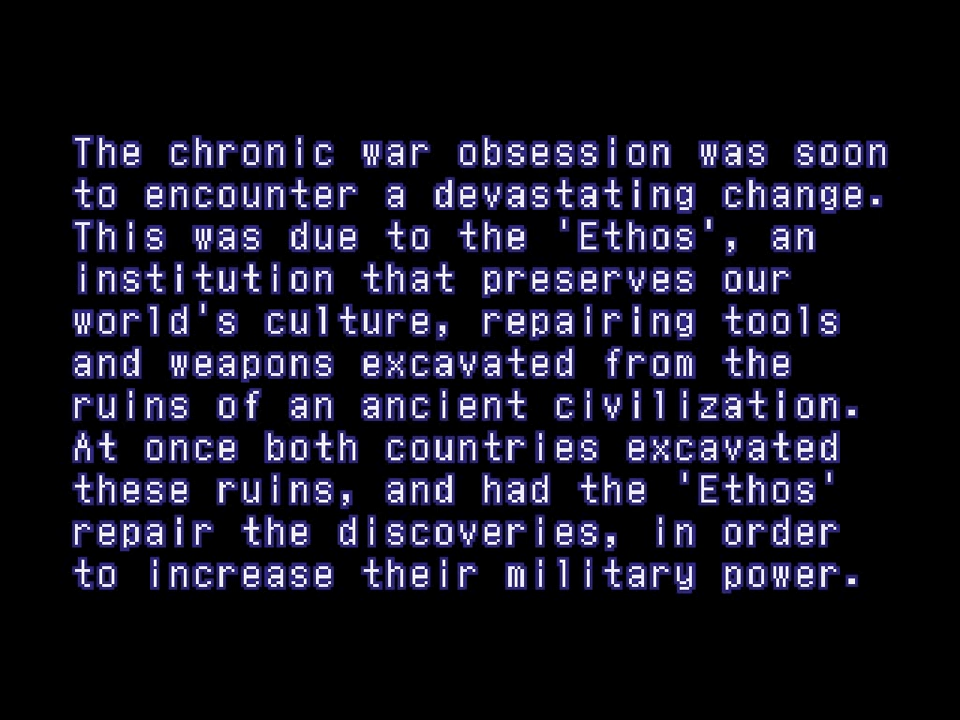 The chronic war obsession was soon
to encounter a devastating change.
This was due to the 'Ethos', an
institution that preserves our
world's culture, repairing tools
and weapons excavated from the
ruins of an ancient civilization.
At once both countries excavated
these ruins, and had the 'Ethos'
repair the discoveries, in order
to increase their military power.